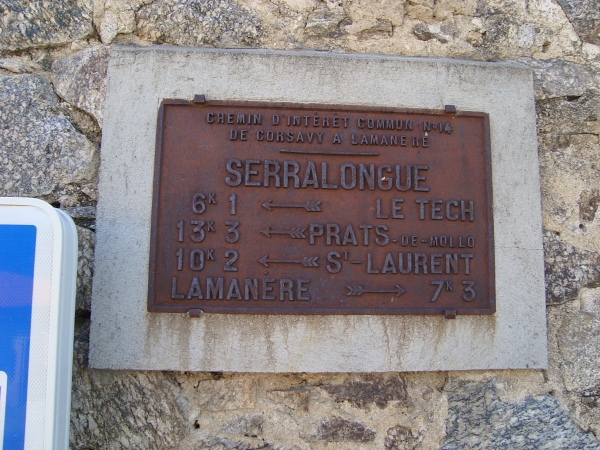 CHEMIN D'INTÉRÊT COMMUN N° 14
DE CORSAVY A LAMANÈRE
SERRALONGUE
6K 1 LE TECH
13K 3 PRATS-DE-MOLLO
10K 2 ST-LAURENT
LAMANÈRE 7K 3